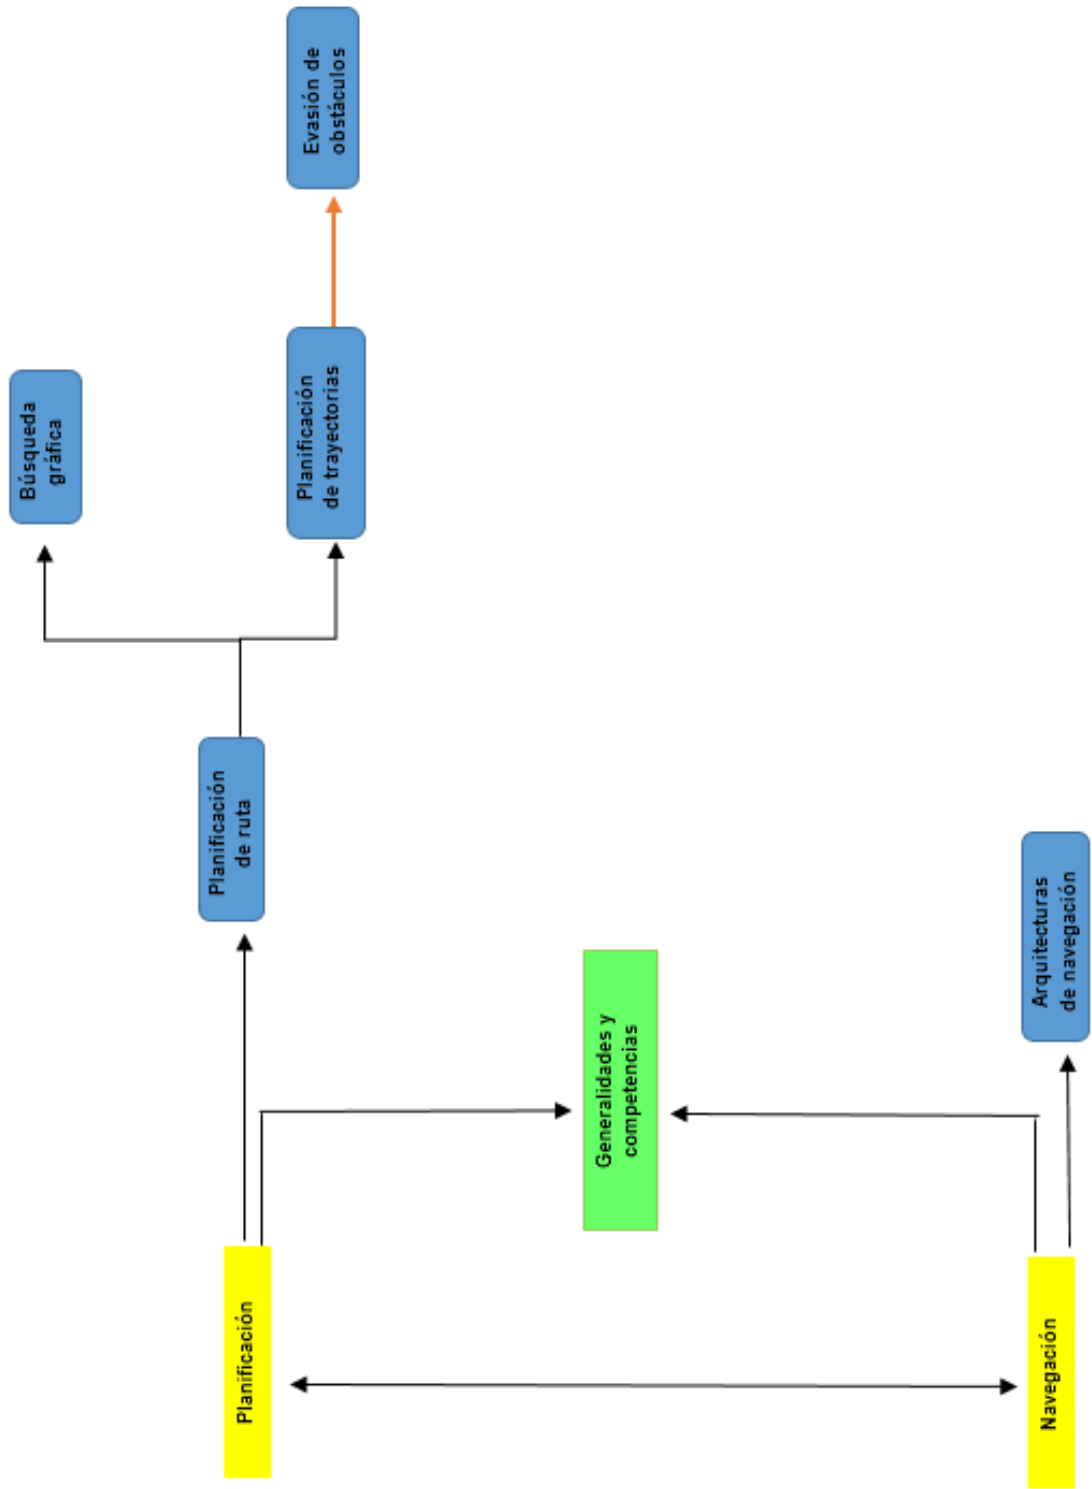 Búsqueda
gráfica
Planificación
de ruta
Planificación
de trayectorias
Evasión de
obstáculos
Planificación
Generalidades y
competencias
Navegación
Arquitecturas
de navegación